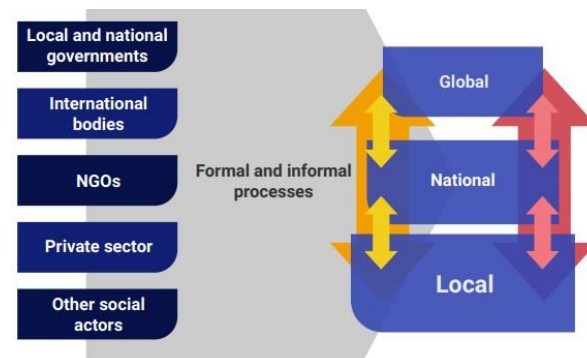 Local and national
governments
International
bodies
NGOs
Private sector
Other social
actors
Formal and informal
processes
Global
National
Local